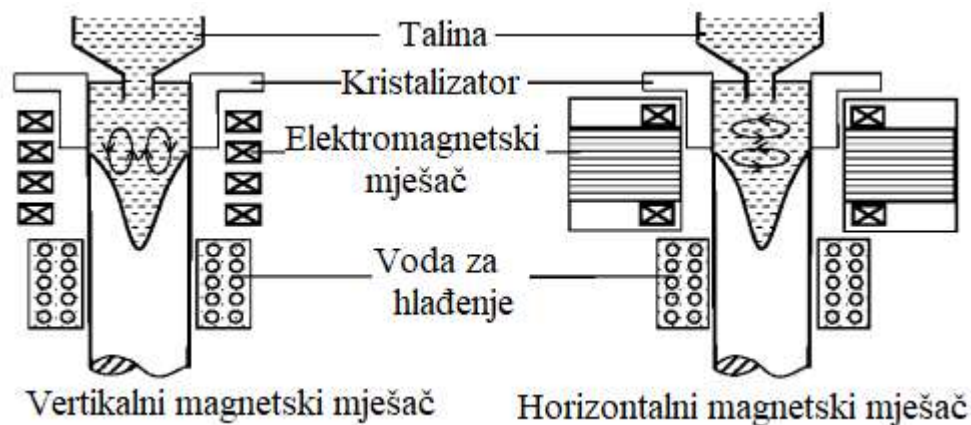 Talina
Kristalizator
Elektromagnetski
mješač
Voda za
hlađenje
Vertikalni magnetski mješač
Horizontalni magnetski mješač